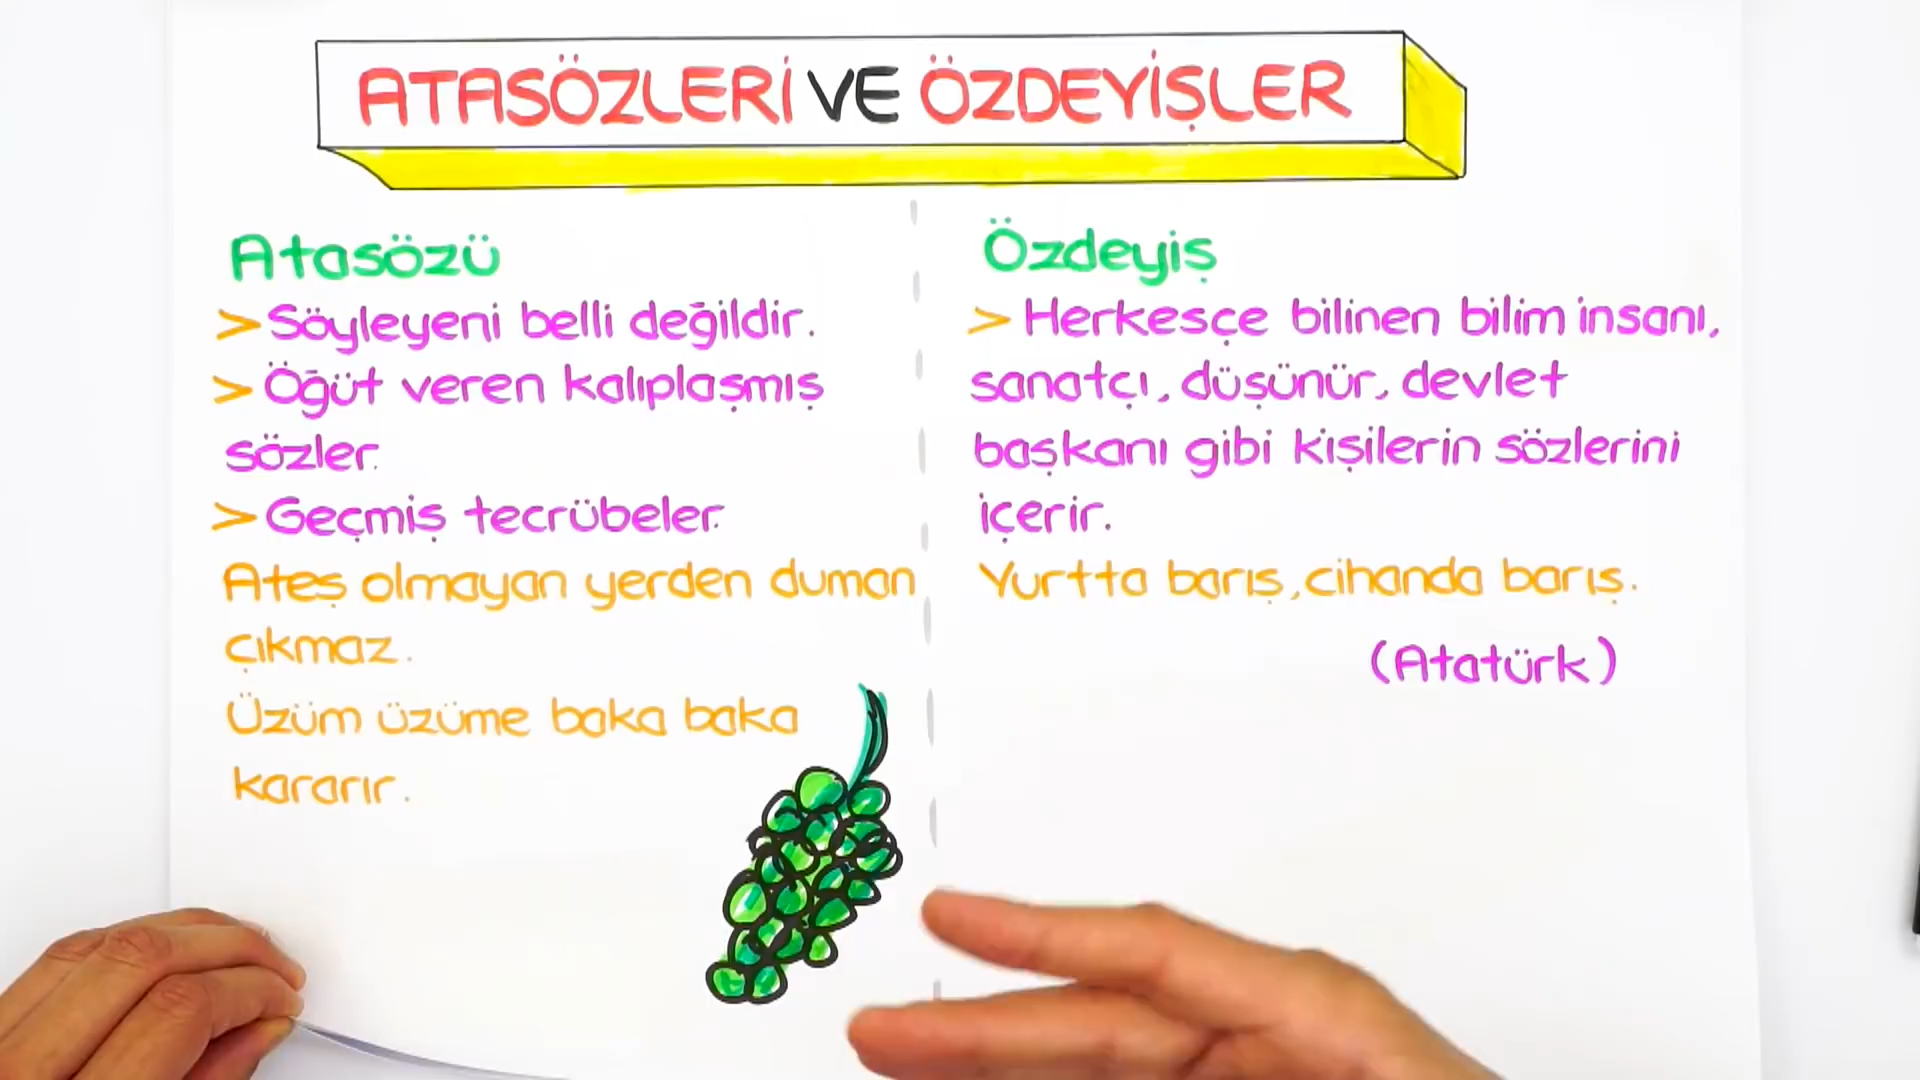 ATASÖZLERİ VE ÖZDEYİŞLER
Atasözü
> Söyleyeni belli değildir.
> Öğüt veren kalıplaşmış
sözler.
> Geçmiş tecrübeler.
Ateş olmayan yerden duman
çıkmaz.
Üzüm üzüme baka baka
kararır.
Özdeyiş
> Herkesçe bilinen bilim insanı,
sanatçı, düşünür, devlet
başkanı gibi kişilerin sözlerini
içerir.
Yurtta barış, cihanda barış.
(Atatürk)